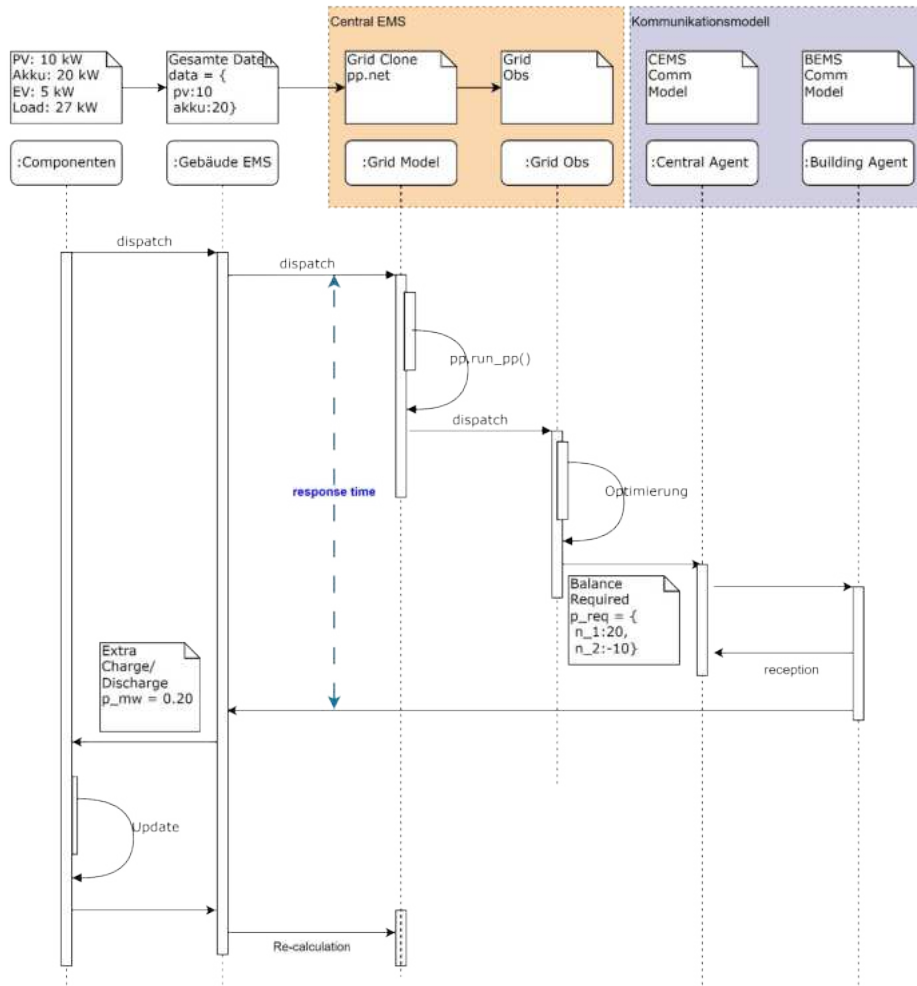 Central EMS
Kommunikationsmodell
PV: 10 kW
Akku: 20 kW
EV: 5 kW
Load: 27 kW
Gesamte Daten
data = {
pv:10
akku:20}
Grid Clone
pp.net
Grid
Obs
CEMS
Comm
Model
BEMS
Comm
Model
:Componenten
:Gebäude EMS
:Grid Model
:Grid Obs
:Central Agent
:Building Agent
dispatch
dispatch
pp.run_pp()
dispatch
response time
Optimierung
Balance
Required
p_req = {
n_1:20,
n_2:-10}
reception
Extra
Charge/
Discharge
p_mw = 0.20
Update
Re-calculation